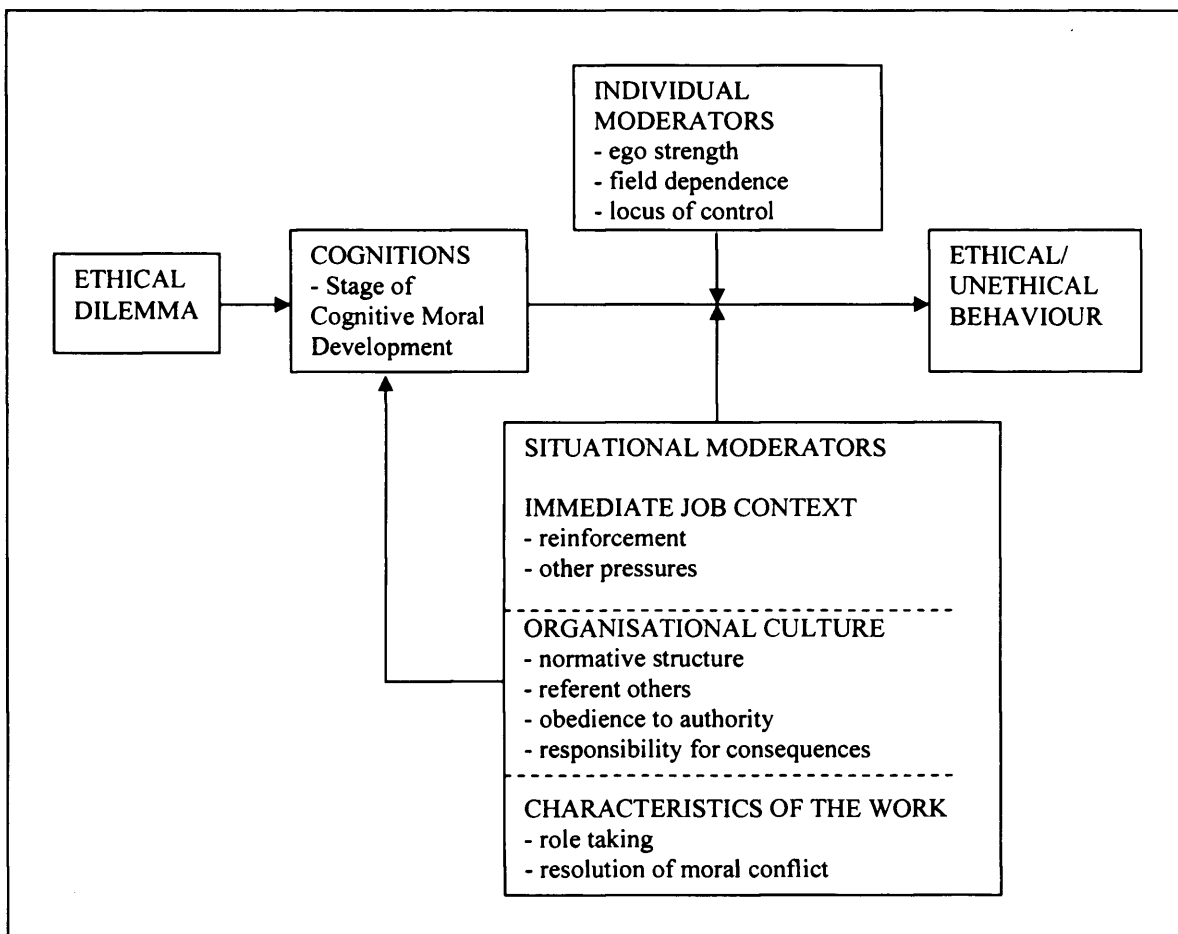 INDIVIDUAL
MODERATORS
- ego strength
- field dependence
- locus of control
ETHICAL
DILEMMA
COGNITIONS
- Stage of
Cognitive Moral
Development
ETHICAL/
UNETHICAL
BEHAVIOUR
SITUATIONAL MODERATORS
IMMEDIATE JOB CONTEXT
- reinforcement
- other pressures
ORGANISATIONAL CULTURE
- normative structure
- referent others
- obedience to authority
- responsibility for consequences
CHARACTERISTICS OF THE WORK
- role taking
- resolution of moral conflict